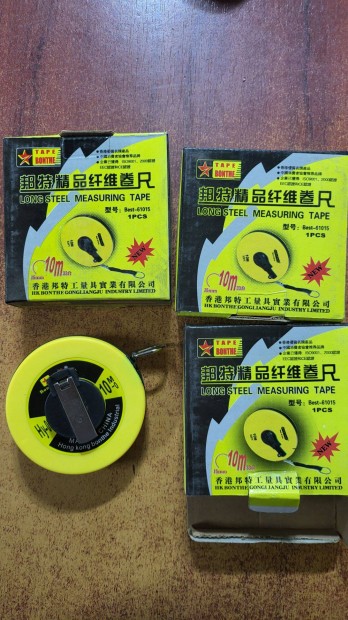 TAPE
BONTHE
邦特精品纤维卷尺
LONG STEEL MEASURING TAPE
型号：Best-61015
1PCS
10m
NEW
香港邦特工量具實業有限公司
HK BONTHE GONGLIANGJU INDUSTRY LIMITED
TAPE
BONTHE
邦特精品纤维卷尺
LONG STEEL MEASURING TAPE
型号：Best-61015
1PCS
10m
NEW
香港邦特工量具實業有限公司
HK BONTHE GONGLIANGJU INDUSTRY LIMITED
10m
CHINA
Hong kong bonthe industrial
TAPE
BONTHE
邦特精品纤维卷尺
LONG STEEL MEASURING TAPE
型号：Best-61015
1PCS
10m
NEW
香港邦特工量具實業有限公司
HK BONTHE GONGLIANGJU INDUSTRY LIMITED